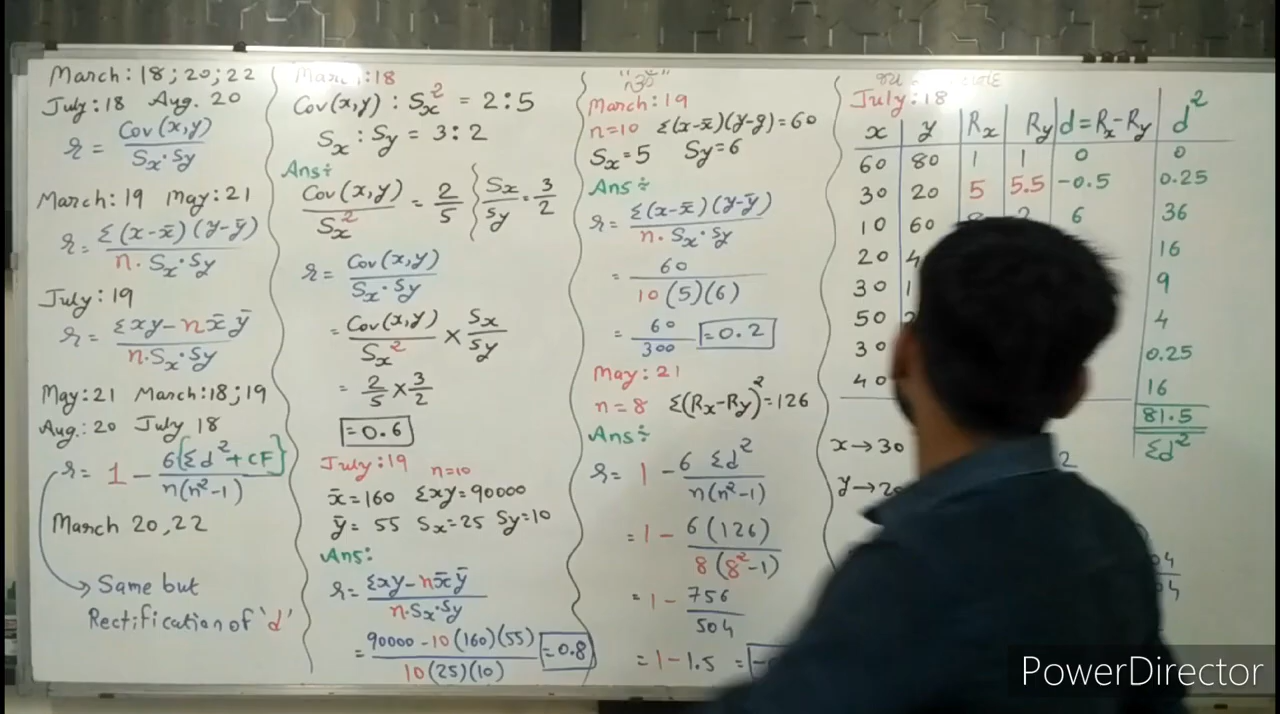 March: 18 ; 20 ; 22
July: 18 Aug. 20
r = Cov(x,y) / Sx · Sy
March: 19 may: 21
r = Σ(x-x̄)(y-ȳ) / n · Sx · Sy
July: 19
r = Σxy - n x̄ ȳ / n · Sx · Sy
May: 21 March: 18 ; 19
Aug: 20 July 18
r = 1 - 6{Σd² + CF} / n(n²-1)
March 20, 22
→ Same but
Rectification of 'd'
March: 18
Cov(x,y) : Sx² = 2:5
Sx : Sy = 3:2
Ans÷
Cov(x,y) / Sx² = 2/5 Sx/Sy = 3/2
r = Cov(x,y) / Sx · Sy
= Cov(x,y) / Sx² × Sx/Sy
= 2/5 × 3/2
= 0.6
July: 19 n=10
x̄ = 160 Σxy = 90000
ȳ = 55 Sx = 25 Sy = 10
Ans:
r = Σxy - n x̄ ȳ / n · Sx · Sy
= 90000 - 10(160)(55) / 10(25)(10) = 0.8
March: 19
n=10 Σ(x-x̄)(y-ȳ) = 60
Sx = 5 Sy = 6
Ans÷
r = Σ(x-x̄)(y-ȳ) / n · Sx · Sy
= 60 / 10(5)(6)
= 60/300 = 0.2
May: 21
n = 8 Σ(Rx-Ry)² = 126
Ans÷
r = 1 - 6 Σd² / n(n²-1)
= 1 - 6(126) / 8(8²-1)
= 1 - 756/504
= 1 - 1.5 =
July: 18
x y Rx Ry d=Rx-Ry d²
60 80 1 1 0 0
30 20 5 5.5 -0.5 0.25
10 60 6 36
20 16
30 9
50 4
30 0.25
40 16
81.5
Σd²
x → 30
y → 20